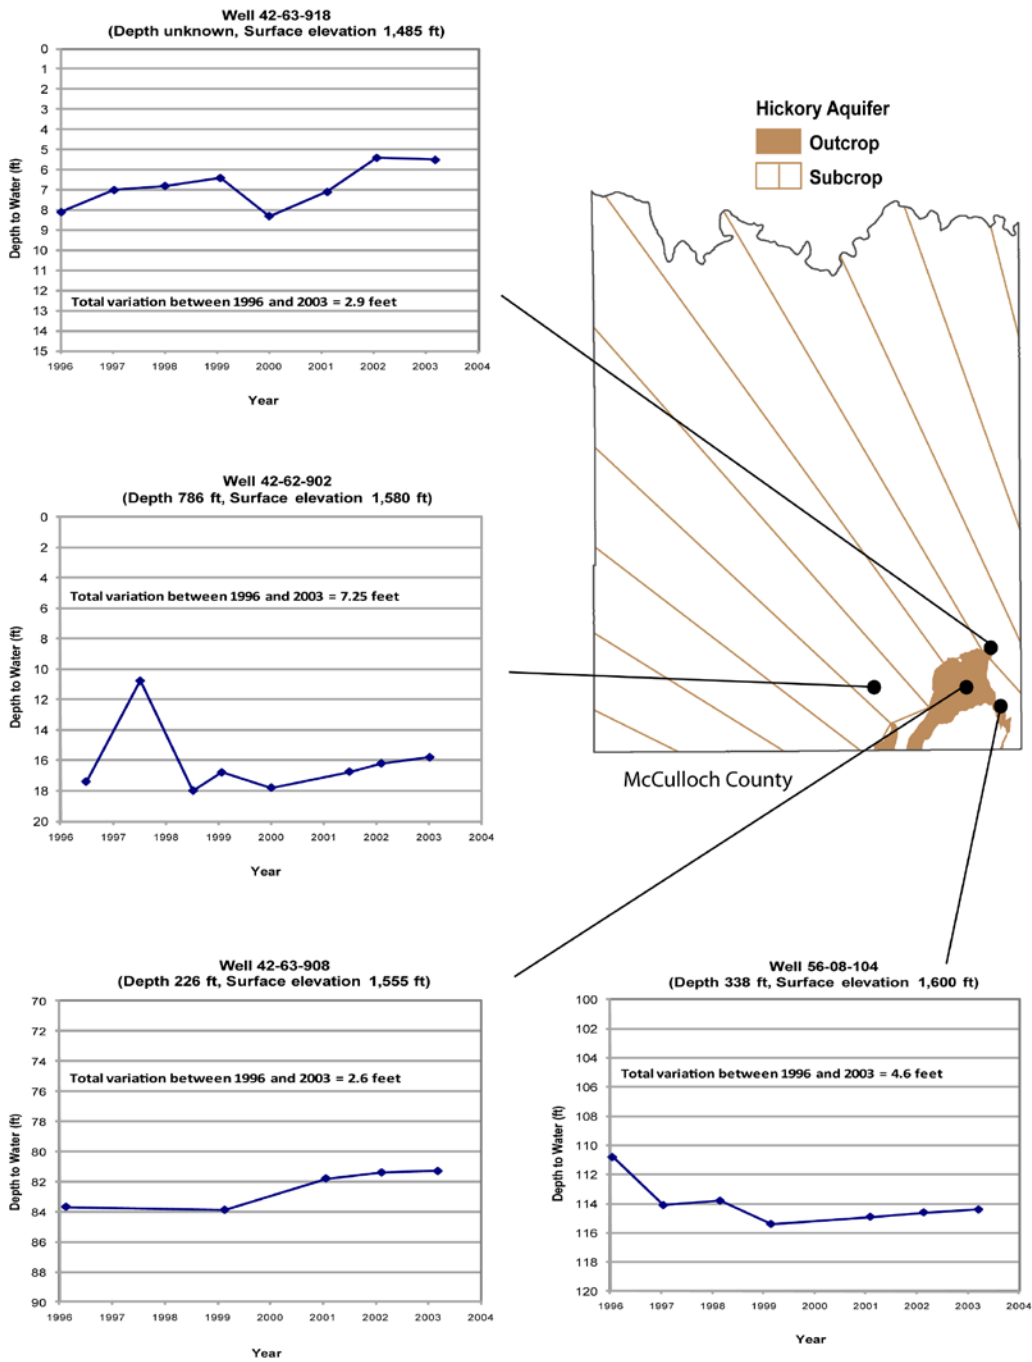 Well 42-63-918
(Depth unknown, Surface elevation 1,485 ft)
0
1
2
3
4
5
6
7
8
9
10
11
12
13
14
15
Depth to Water (ft)
Total variation between 1996 and 2003 = 2.9 feet
1996 1997 1998 1999 2000 2001 2002 2003 2004
Year
Hickory Aquifer
Outcrop
Subcrop
McCulloch County
Well 42-62-902
(Depth 786 ft, Surface elevation 1,580 ft)
0
2
4
6
8
10
12
14
16
18
20
Depth to Water (ft)
Total variation between 1996 and 2003 = 7.25 feet
1996 1997 1998 1999 2000 2001 2002 2003 2004
Year
Well 42-63-908
(Depth 226 ft, Surface elevation 1,555 ft)
70
72
74
76
78
80
82
84
86
88
90
Depth to Water (ft)
Total variation between 1996 and 2003 = 2.6 feet
1996 1997 1998 1999 2000 2001 2002 2003 2004
Year
Well 56-08-104
(Depth 338 ft, Surface elevation 1,600 ft)
100
102
104
106
108
110
112
114
116
118
120
Depth to Water (ft)
Total variation between 1996 and 2003 = 4.6 feet
1996 1997 1998 1999 2000 2001 2002 2003 2004
Year